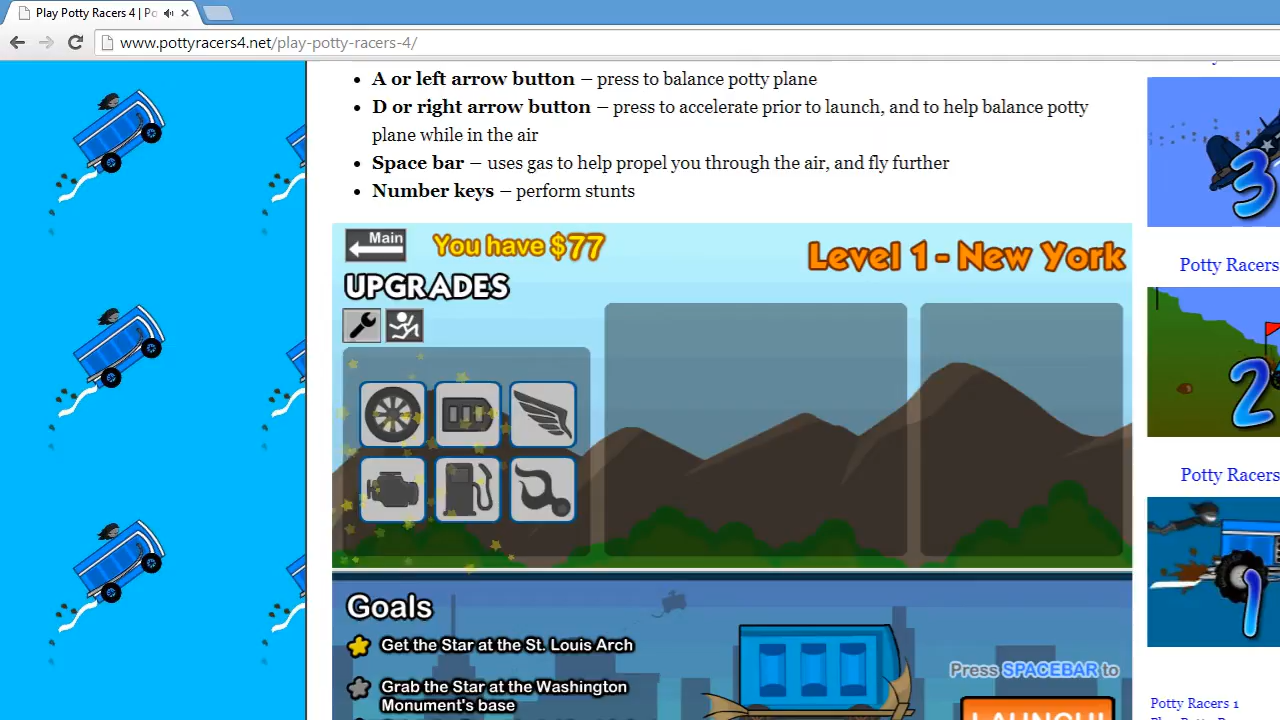 Play Potty Racers 4 | Po
www.pottyracers4.net/play-potty-racers-4/
• A or left arrow button – press to balance potty plane
• D or right arrow button – press to accelerate prior to launch, and to help balance potty
plane while in the air
• Space bar – uses gas to help propel you through the air, and fly further
• Number keys – perform stunts
3
Main
You have $77
Level 1 - New York
UPGRADES
Potty Racers
2
Potty Racers
1
Goals
Get the Star at the St. Louis Arch
Grab the Star at the Washington
Monument's base
Press SPACEBAR to
LAUNCH!
Potty Racers 1